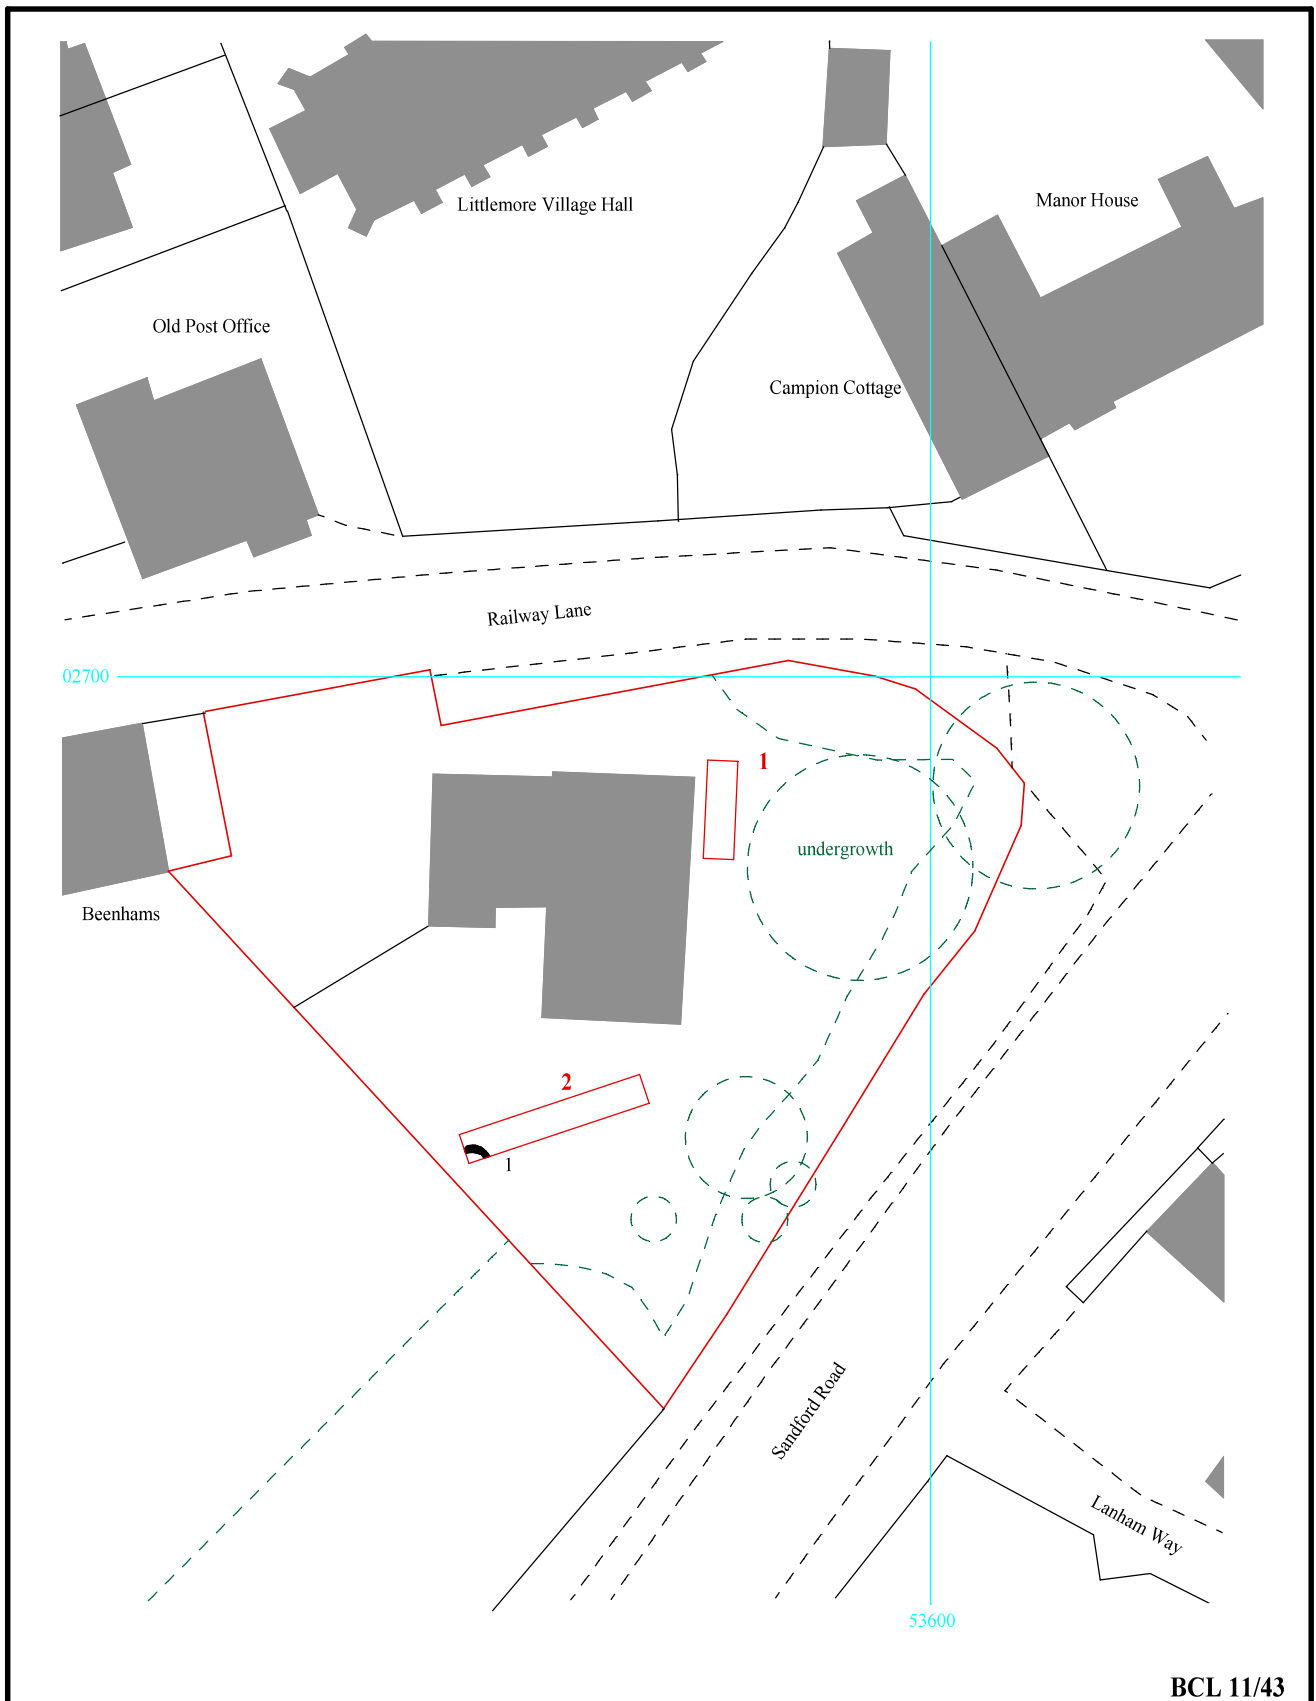 Littlemore Village Hall
Manor House
Old Post Office
Campion Cottage
Railway Lane
02700
1
undergrowth
Beenhams
2
1
Sandford Road
Lanham Way
53600
BCL 11/43